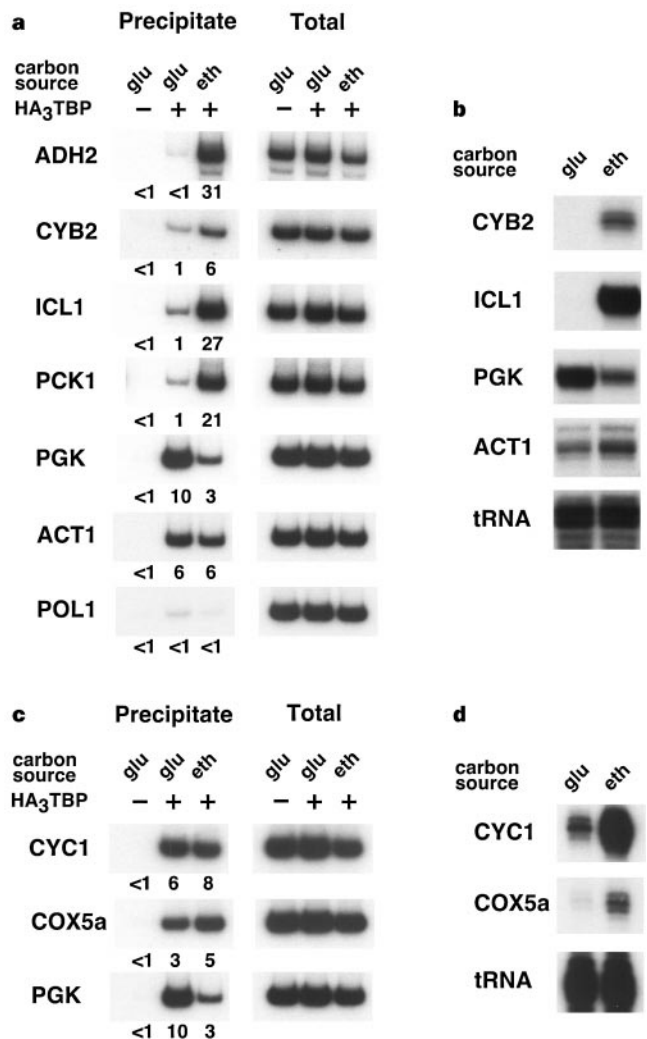 a
Precipitate Total
carbon source glu glu eth glu glu eth
HA3TBP − + + − + +
ADH2
<1 <1 31
CYB2
<1 1 6
ICL1
<1 1 27
PCK1
<1 1 21
PGK
<1 10 3
ACT1
<1 6 6
POL1
<1 <1 <1
b
carbon source glu eth
CYB2
ICL1
PGK
ACT1
tRNA
c
Precipitate Total
carbon source glu glu eth glu glu eth
HA3TBP − + + − + +
CYC1
<1 6 8
COX5a
<1 3 5
PGK
<1 10 3
d
carbon source glu eth
CYC1
COX5a
tRNA